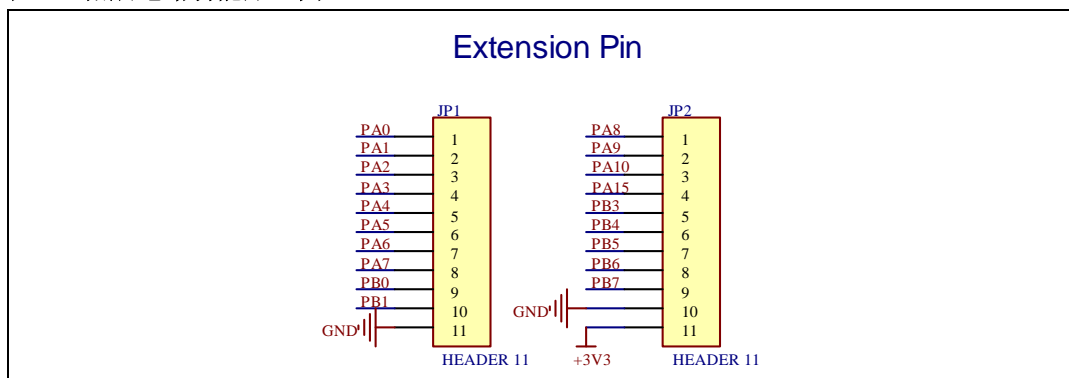 Extension Pin
JP1
PA0 1
PA1 2
PA2 3
PA3 4
PA4 5
PA5 6
PA6 7
PA7 8
PB0 9
PB1 10
GND 11
HEADER 11
JP2
PA8 1
PA9 2
PA10 3
PA15 4
PB3 5
PB4 6
PB5 7
PB6 8
PB7 9
GND 10
+3V3 11
HEADER 11